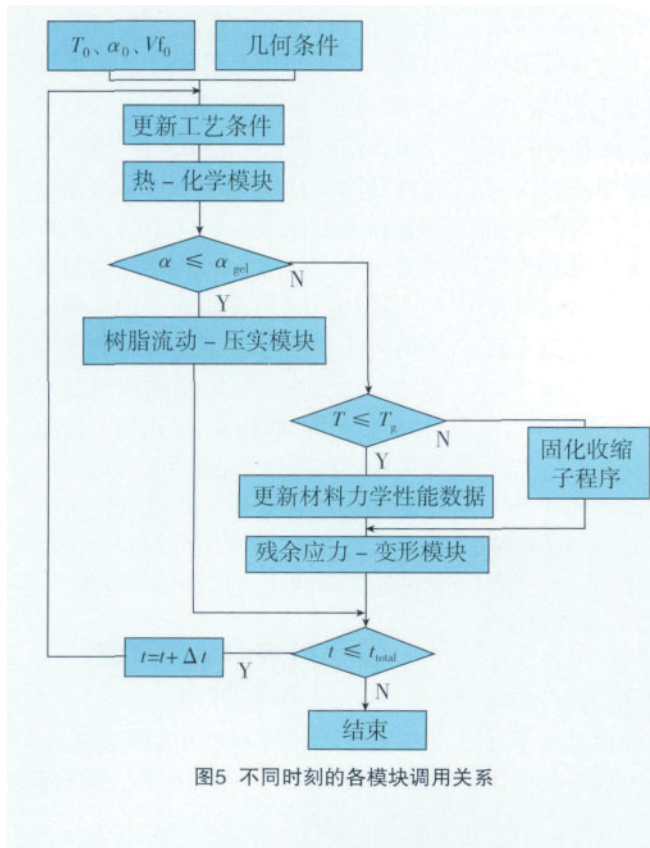 T₀、α₀、Vf₀
几何条件
更新工艺条件
热－化学模块
α ≤ α gel
N
Y
树脂流动－压实模块
T ≤ Tg
N
Y
固化收缩
子程序
更新材料力学性能数据
残余应力－变形模块
t ≤ t total
t=t+Δt
Y
N
结束
图5 不同时刻的各模块调用关系